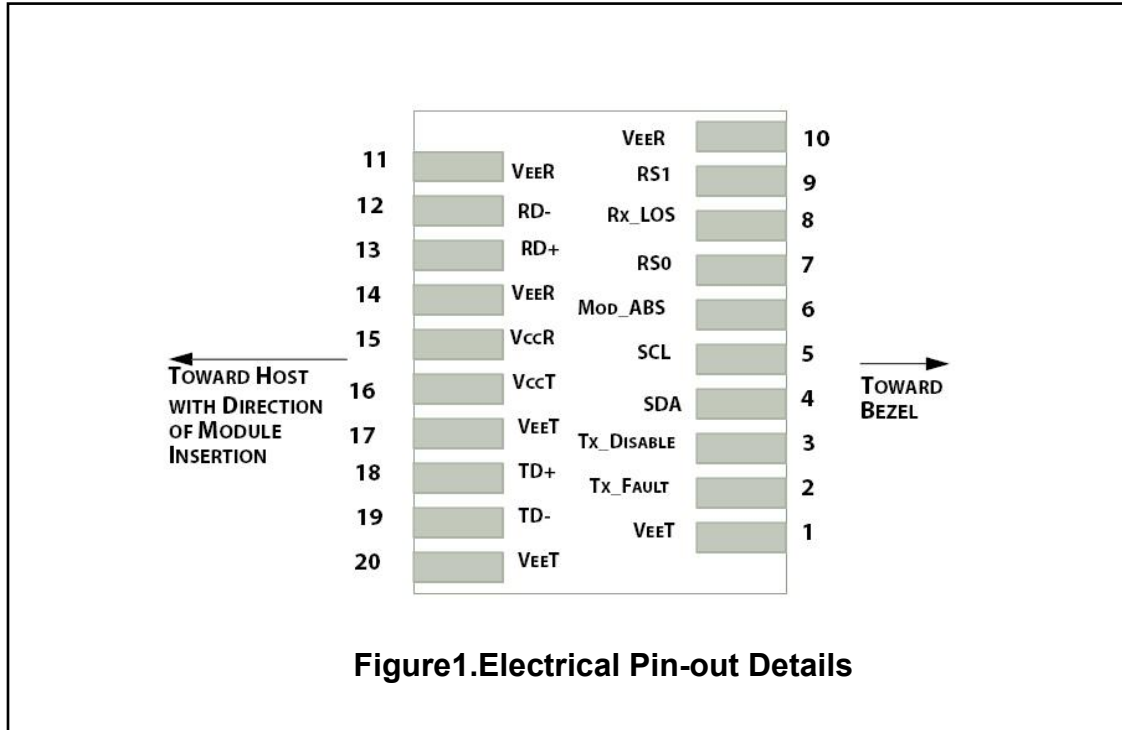 11 VEER
12 RD-
13 RD+
14 VEER
15 VCCR
16 VCCT
17 VEET
18 TD+
19 TD-
20 VEET
VEER 10
RS1 9
RX_LOS 8
RS0 7
MOD_ABS 6
SCL 5
SDA 4
TX_DISABLE 3
TX_FAULT 2
VEET 1
TOWARD HOST
WITH DIRECTION
OF MODULE
INSERTION
TOWARD
BEZEL
Figure1.Electrical Pin-out Details